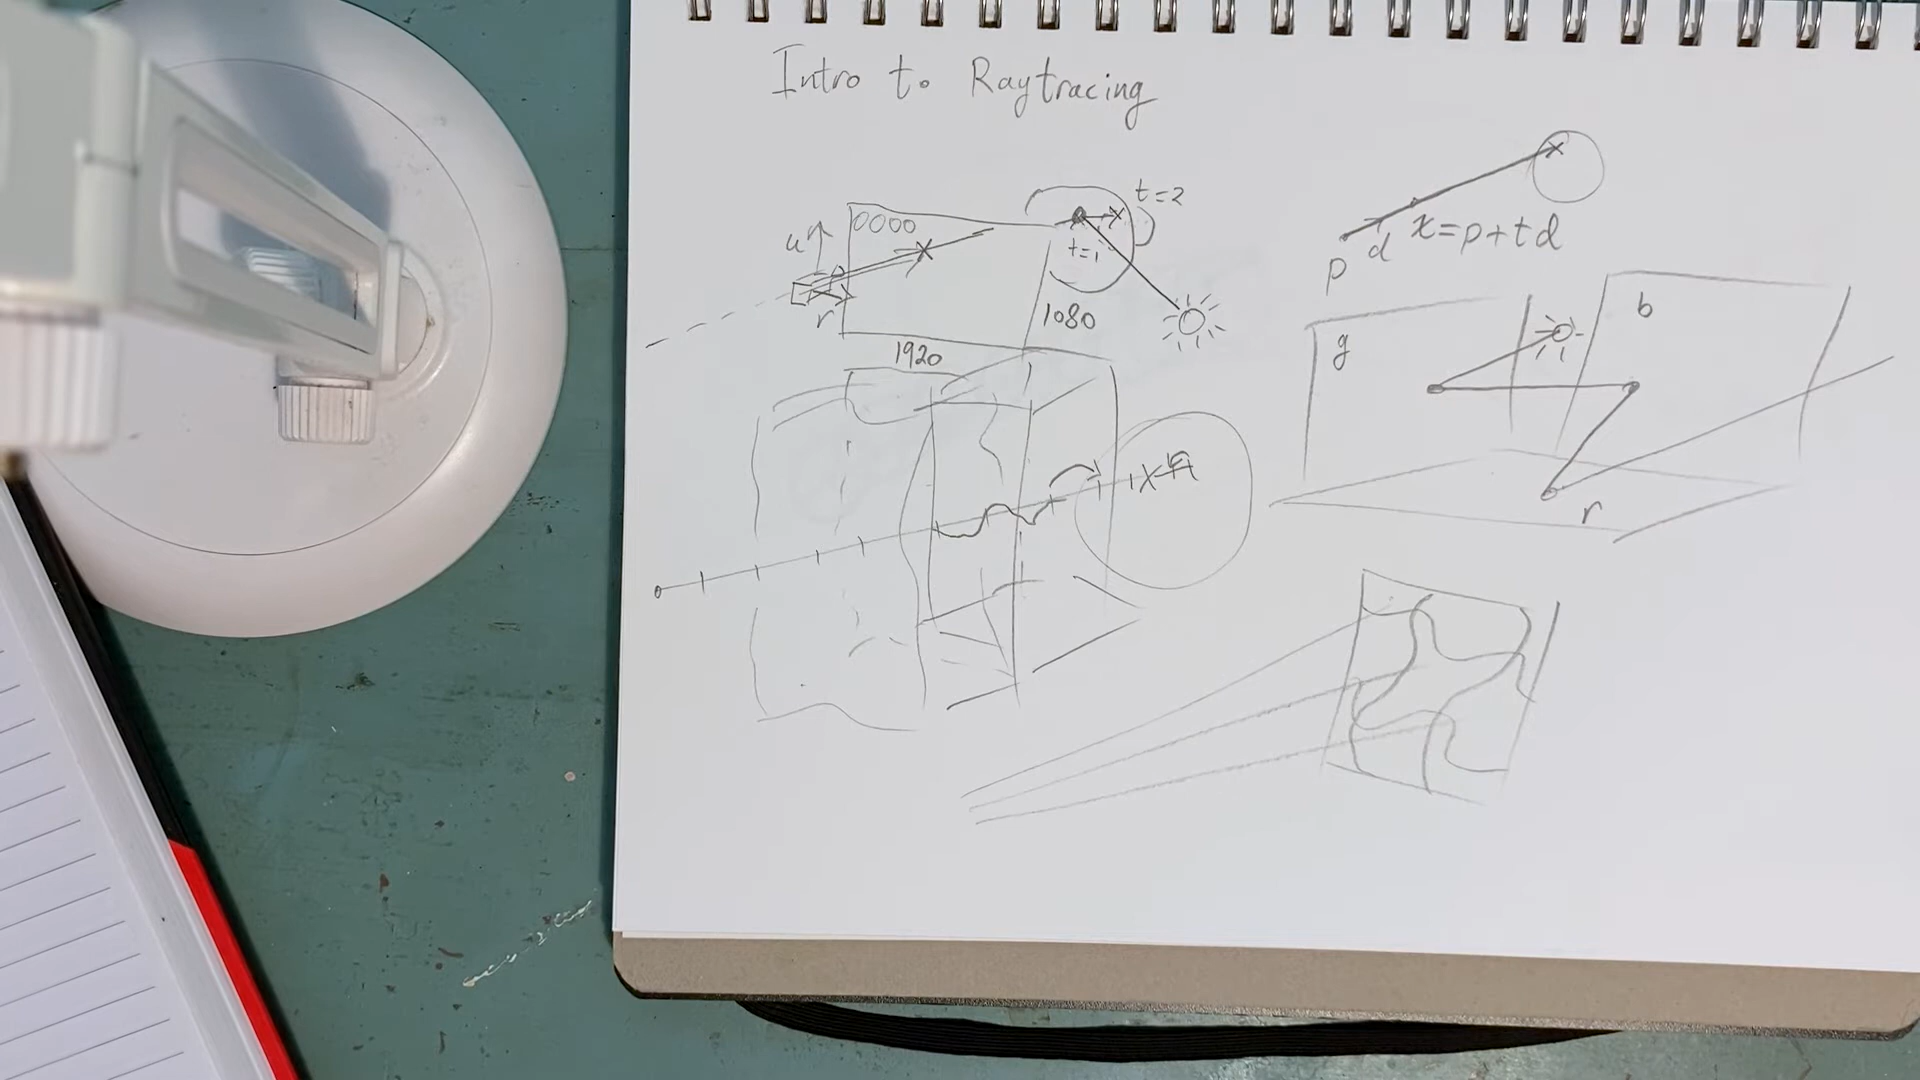 Intro to Raytracing
t=2
u
0000
t=1
r
1080
1920
x=p+td
d
p
b
g
r